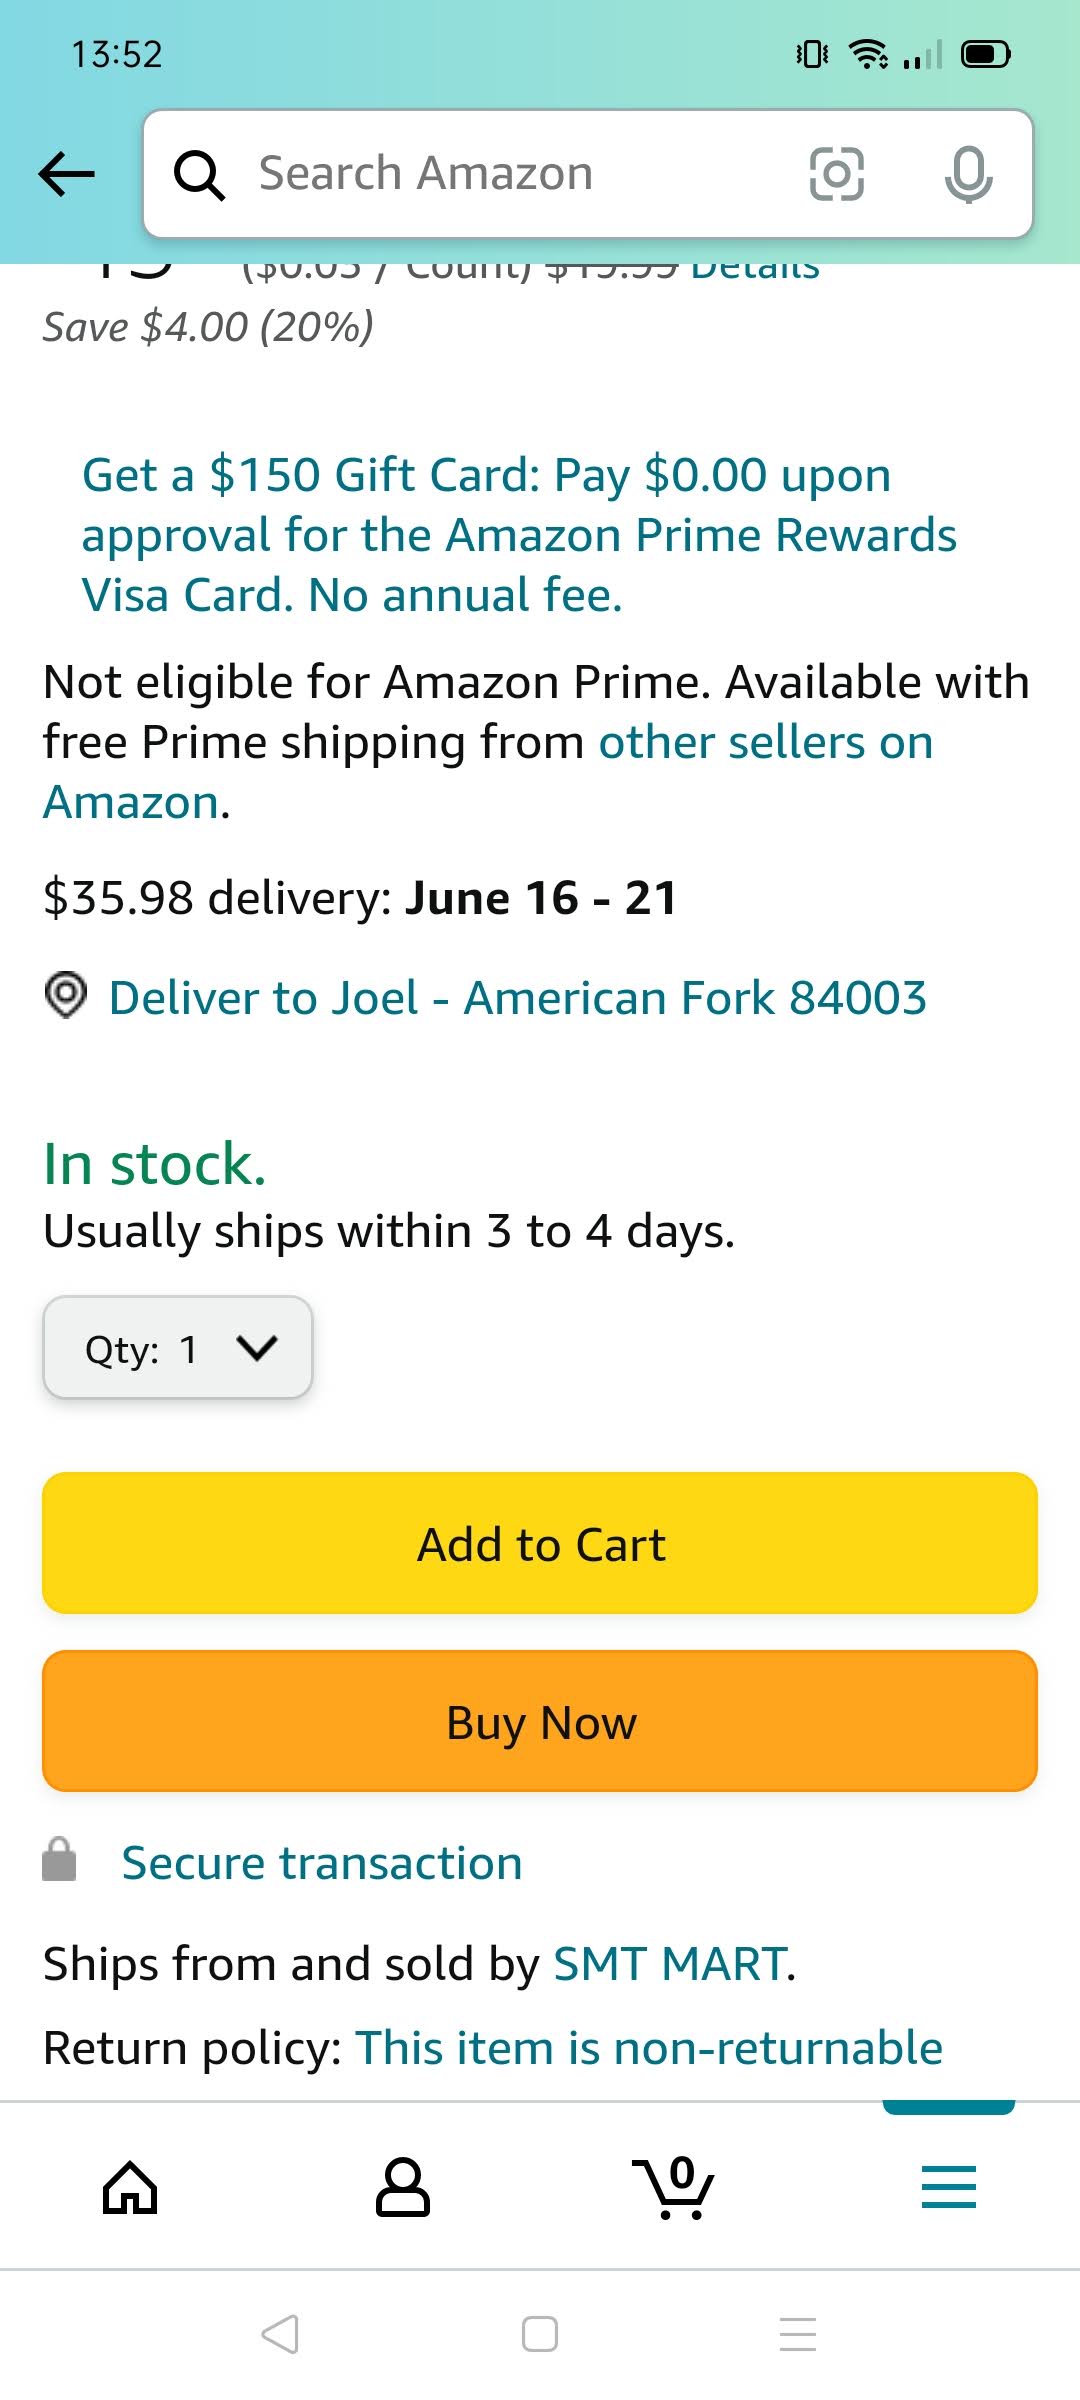 13:52
Search Amazon
($0.05 / Count) $19.99 Details
Save $4.00 (20%)
Get a $150 Gift Card: Pay $0.00 upon
approval for the Amazon Prime Rewards
Visa Card. No annual fee.
Not eligible for Amazon Prime. Available with
free Prime shipping from other sellers on
Amazon.
$35.98 delivery: June 16 - 21
Deliver to Joel - American Fork 84003
In stock.
Usually ships within 3 to 4 days.
Qty: 1
Add to Cart
Buy Now
Secure transaction
Ships from and sold by SMT MART.
Return policy: This item is non-returnable
0